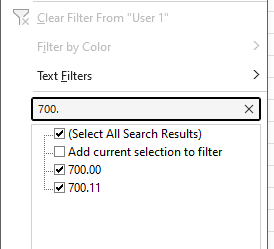 Clear Filter From "User 1"
Filter by Color
Text Filters
700.
(Select All Search Results)
Add current selection to filter
700.00
700.11